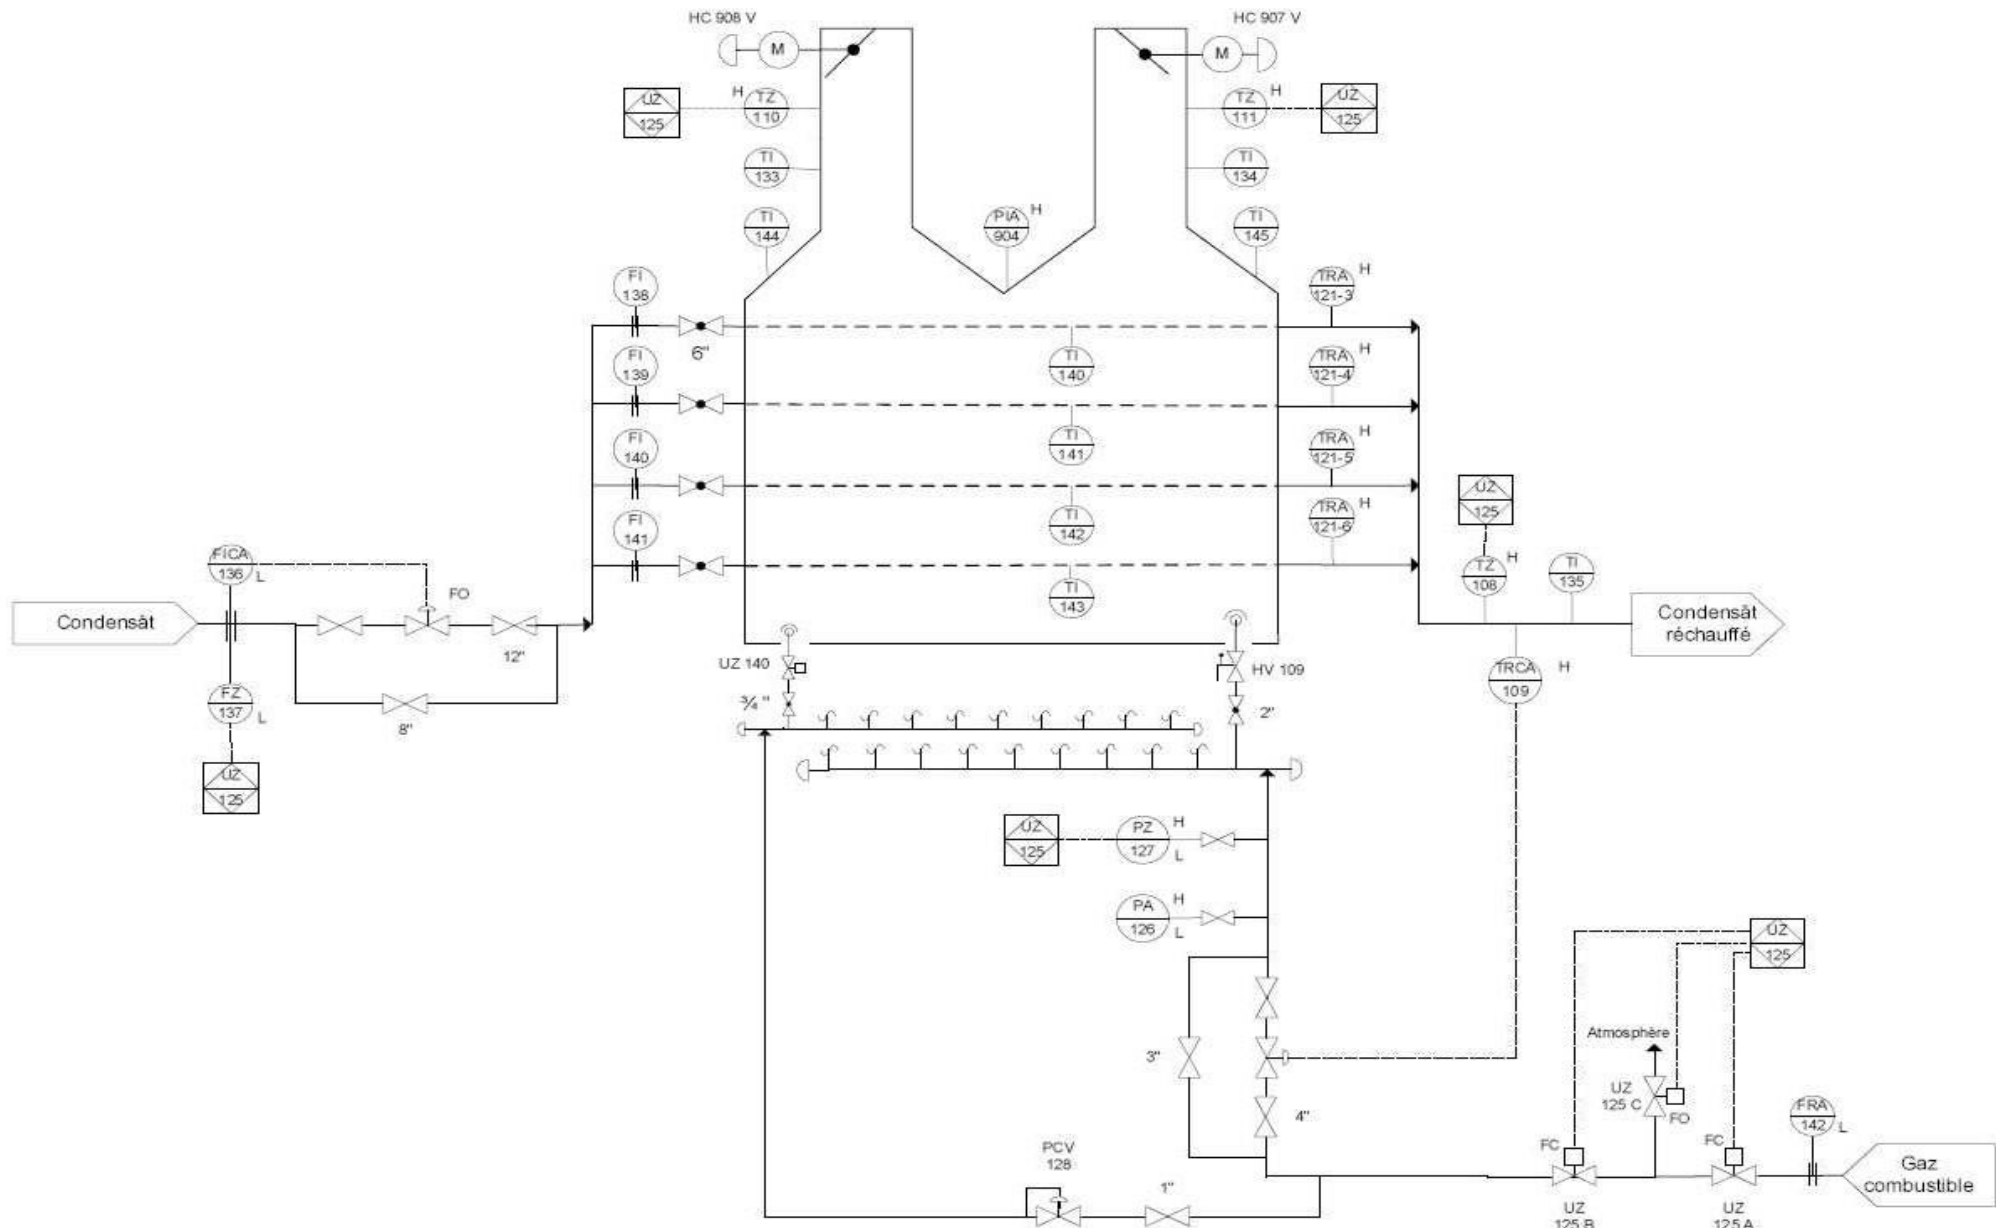 HC 908 V
HC 907 V
M
M
UZ
125
H
TZ
110
TZ
111
H
UZ
125
TI
133
TI
134
TI
144
PIA
904
H
TI
145
FI
138
6"
TRA
121-3
H
TI
140
FI
139
TRA
121-4
H
TI
141
FI
140
TRA
121-5
H
TI
142
FI
141
TRA
121-6
H
TI
143
UZ
125
FICA
136
L
FO
TZ
108
H
TI
135
Condensât
12"
Condensât
réchauffé
UZ 140
HV 109
TRCA
109
H
FZ
137
L
8"
¾ "
2"
UZ
125
UZ
125
PZ
127
H
L
PA
126
H
L
UZ
125
Atmosphère
3"
UZ
125 C
FO
4"
FRA
142
L
PCV
128
1"
FC
FC
Gaz
combustible
UZ
125 B
UZ
125 A